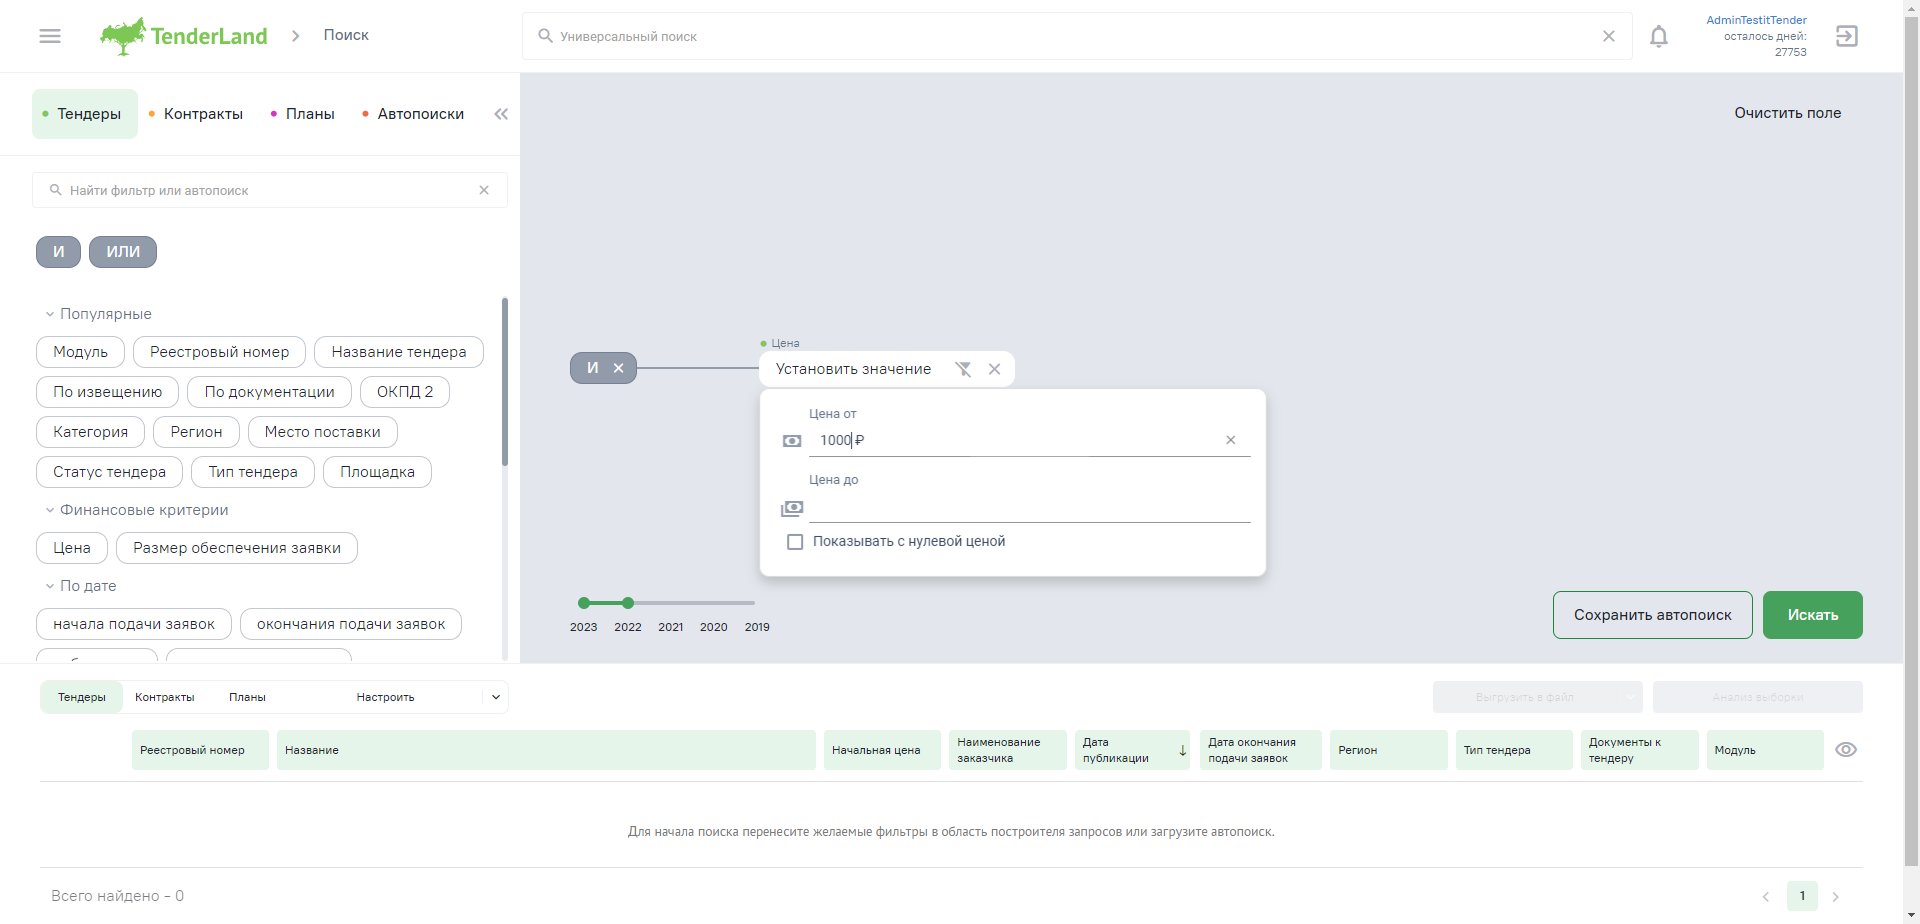 TenderLand
Поиск
Универсальный поиск
AdminTestitTender
осталось дней:
27753
Тендеры
Контракты
Планы
Автопоиски
Очистить поле
Найти фильтр или автопоиск
И
ИЛИ
Популярные
Модуль
Реестровый номер
Название тендера
По извещению
По документации
ОКПД 2
Категория
Регион
Место поставки
Статус тендера
Тип тендера
Площадка
Финансовые критерии
Цена
Размер обеспечения заявки
По дате
начала подачи заявок
окончания подачи заявок
Цена
И
Установить значение
Цена от
1000 ₽
Цена до
Показывать с нулевой ценой
2023 2022 2021 2020 2019
Сохранить автопоиск
Искать
Тендеры
Контракты
Планы
Настроить
Выгрузить в файл
Анализ выборки
Реестровый номер
Название
Начальная цена
Наименование
заказчика
Дата
публикации
Дата окончания
подачи заявок
Регион
Тип тендера
Документы к
тендеру
Модуль
Для начала поиска перенесите желаемые фильтры в область построителя запросов или загрузите автопоиск.
Всего найдено - 0
1